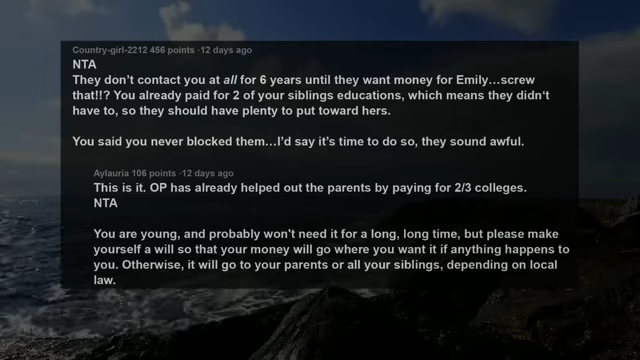 Country-girl-2212 456 points ·12 days ago
NTA
They don't contact you at all for 6 years until they want money for Emily…screw
that!!? You already paid for 2 of your siblings educations, which means they didn't
have to, so they should have plenty to put toward hers.
You said you never blocked them…I'd say it's time to do so, they sound awful.
Aylauria 106 points ·12 days ago
This is it. OP has already helped out the parents by paying for 2/3 colleges.
NTA
You are young, and probably won't need it for a long, long time, but please make
yourself a will so that your money will go where you want it if anything happens to
you. Otherwise, it will go to your parents or all your siblings, depending on local
law.